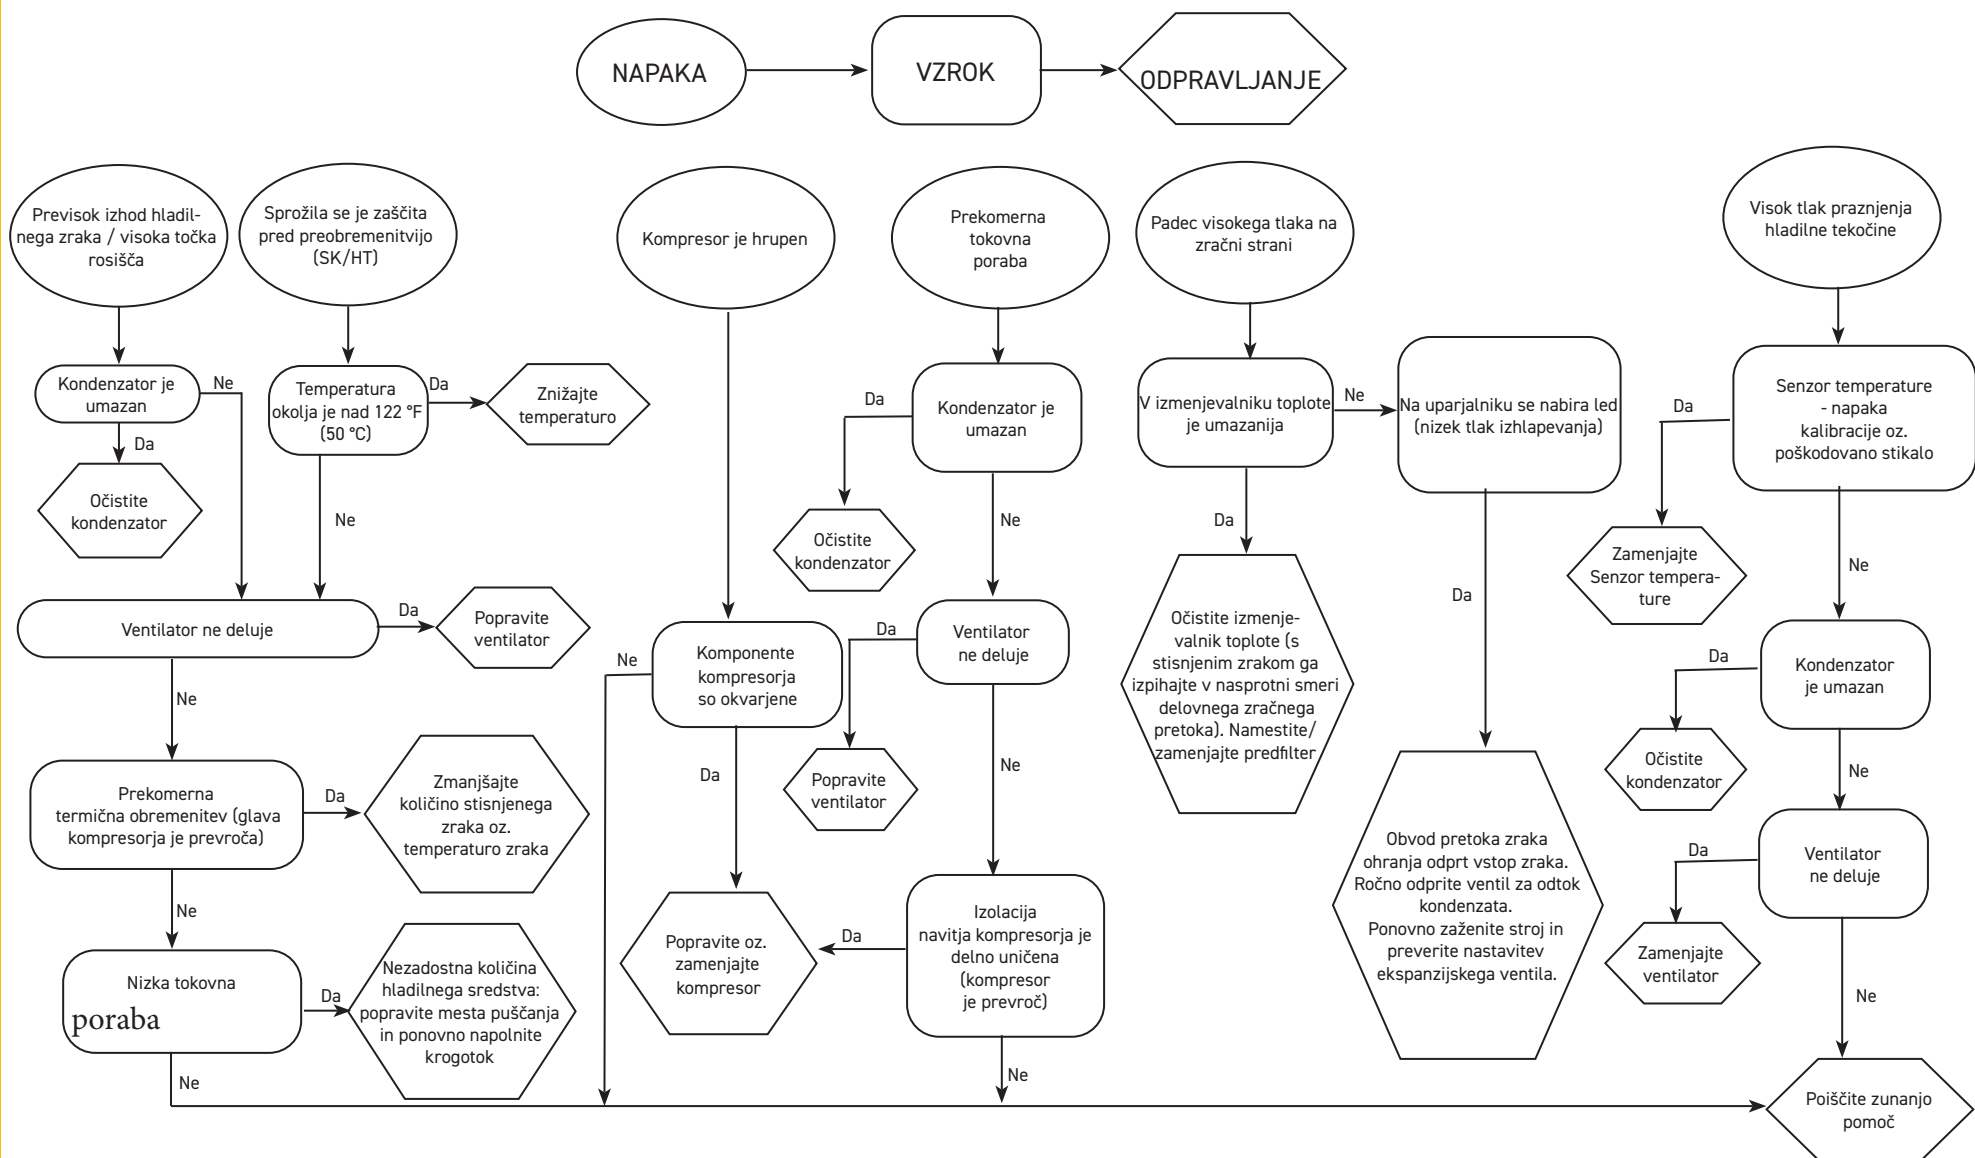 NAPAKA
VZROK
ODPRAVLJANJE
Previsok izhod hladil-
nega zraka / visoka točka
rosišča
Sprožila se je zaščita
pred preobremenitvijo
(SK/HT)
Kompresor je hrupen
Prekomerna
tokovna
poraba
Padec visokega tlaka na
zračni strani
Visok tlak praznjenja
hladilne tekočine
Kondenzator je
umazan
Ne
Da
Očistite
kondenzator
Temperatura
okolja je nad 122 °F
(50 °C)
Da
Znižajte
temperaturo
Ne
Ventilator ne deluje
Da
Popravite
ventilator
Ne
Prekomerna
termična obremenitev (glava
kompresorja je prevroča)
Da
Zmanjšajte
količino stisnjenega
zraka oz.
temperaturo zraka
Ne
Nizka tokovna
poraba
Da
Nezadostna količina
hladilnega sredstva:
popravite mesta puščanja
in ponovno napolnite
krogotok
Ne
Komponente
kompresorja
so okvarjene
Ne
Da
Popravite oz.
zamenjajte
kompresor
Kondenzator je
umazan
Da
Očistite
kondenzator
Ne
Ventilator
ne deluje
Da
Popravite
ventilator
Ne
Izolacija
navitja kompresorja je
delno uničena
(kompresor
je prevroč)
Da
Ne
V izmenjevalniku toplote
je umazanija
Ne
Da
Očistite izmenje-
valnik toplote (s
stisnjenim zrakom ga
izpihajte v nasprotni smeri
delovnega zračnega
pretoka). Namestite/
zamenjajte predfilter
Na uparjalniku se nabira led
(nizek tlak izhlapevanja)
Da
Obvod pretoka zraka
ohranja odprt vstop zraka.
Ročno odprite ventil za odtok
kondenzata.
Ponovno zaženite stroj in
preverite nastavitev
ekspanzijskega ventila.
Senzor temperature
- napaka
kalibracije oz.
poškodovano stikalo
Da
Zamenjajte
Senzor tempera-
ture
Ne
Kondenzator
je umazan
Da
Očistite
kondenzator
Ne
Ventilator
ne deluje
Da
Zamenjajte
ventilator
Ne
Poiščite zunanjo
pomoč